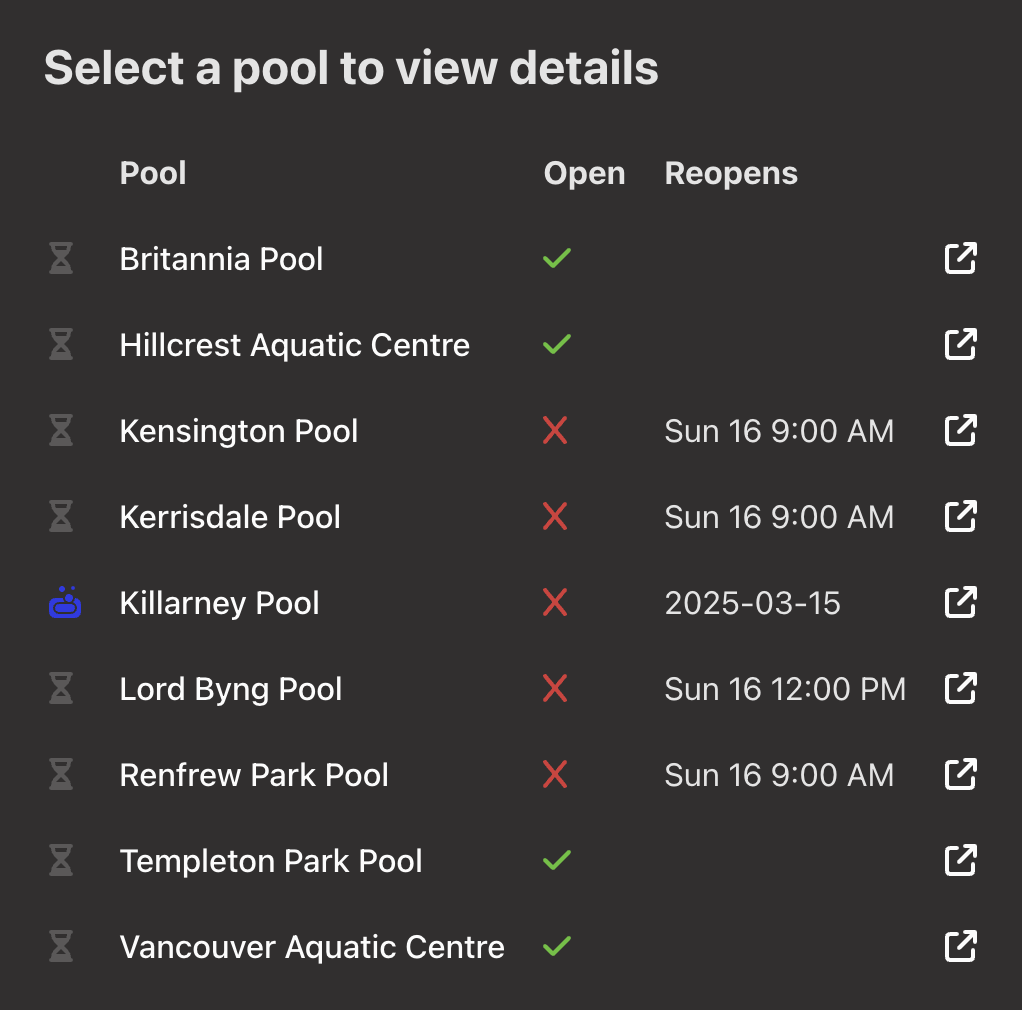 Select a pool to view details
Pool Open Reopens
Britannia Pool
Hillcrest Aquatic Centre
Kensington Pool Sun 16 9:00 AM
Kerrisdale Pool Sun 16 9:00 AM
Killarney Pool 2025-03-15
Lord Byng Pool Sun 16 12:00 PM
Renfrew Park Pool Sun 16 9:00 AM
Templeton Park Pool
Vancouver Aquatic Centre